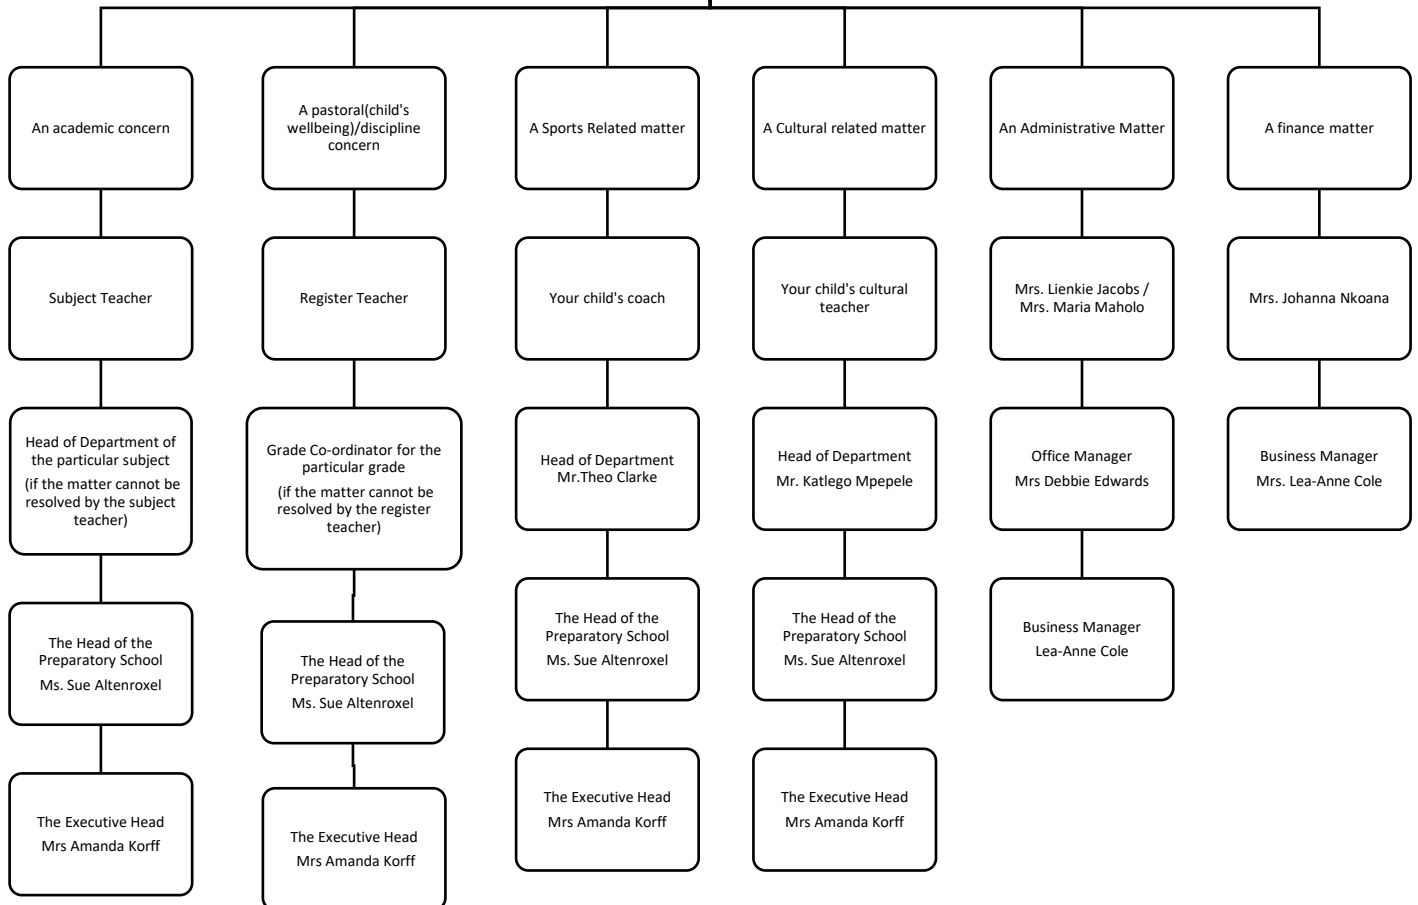 An academic concern
Subject Teacher
Head of Department of
the particular subject
(if the matter cannot be
resolved by the subject
teacher)
The Head of the
Preparatory School
Ms. Sue Altenroxel
The Executive Head
Mrs Amanda Korff
A pastoral(child's
wellbeing)/discipline
concern
Register Teacher
Grade Co-ordinator for the
particular grade
(if the matter cannot be
resolved by the register
teacher)
The Head of the
Preparatory School
Ms. Sue Altenroxel
The Executive Head
Mrs Amanda Korff
A Sports Related matter
Your child's coach
Head of Department
Mr.Theo Clarke
The Head of the
Preparatory School
Ms. Sue Altenroxel
The Executive Head
Mrs Amanda Korff
A Cultural related matter
Your child's cultural
teacher
Head of Department
Mr. Katlego Mpepele
The Head of the
Preparatory School
Ms. Sue Altenroxel
The Executive Head
Mrs Amanda Korff
An Administrative Matter
Mrs. Lienkie Jacobs /
Mrs. Maria Maholo
Office Manager
Mrs Debbie Edwards
Business Manager
Lea-Anne Cole
A finance matter
Mrs. Johanna Nkoana
Business Manager
Mrs. Lea-Anne Cole